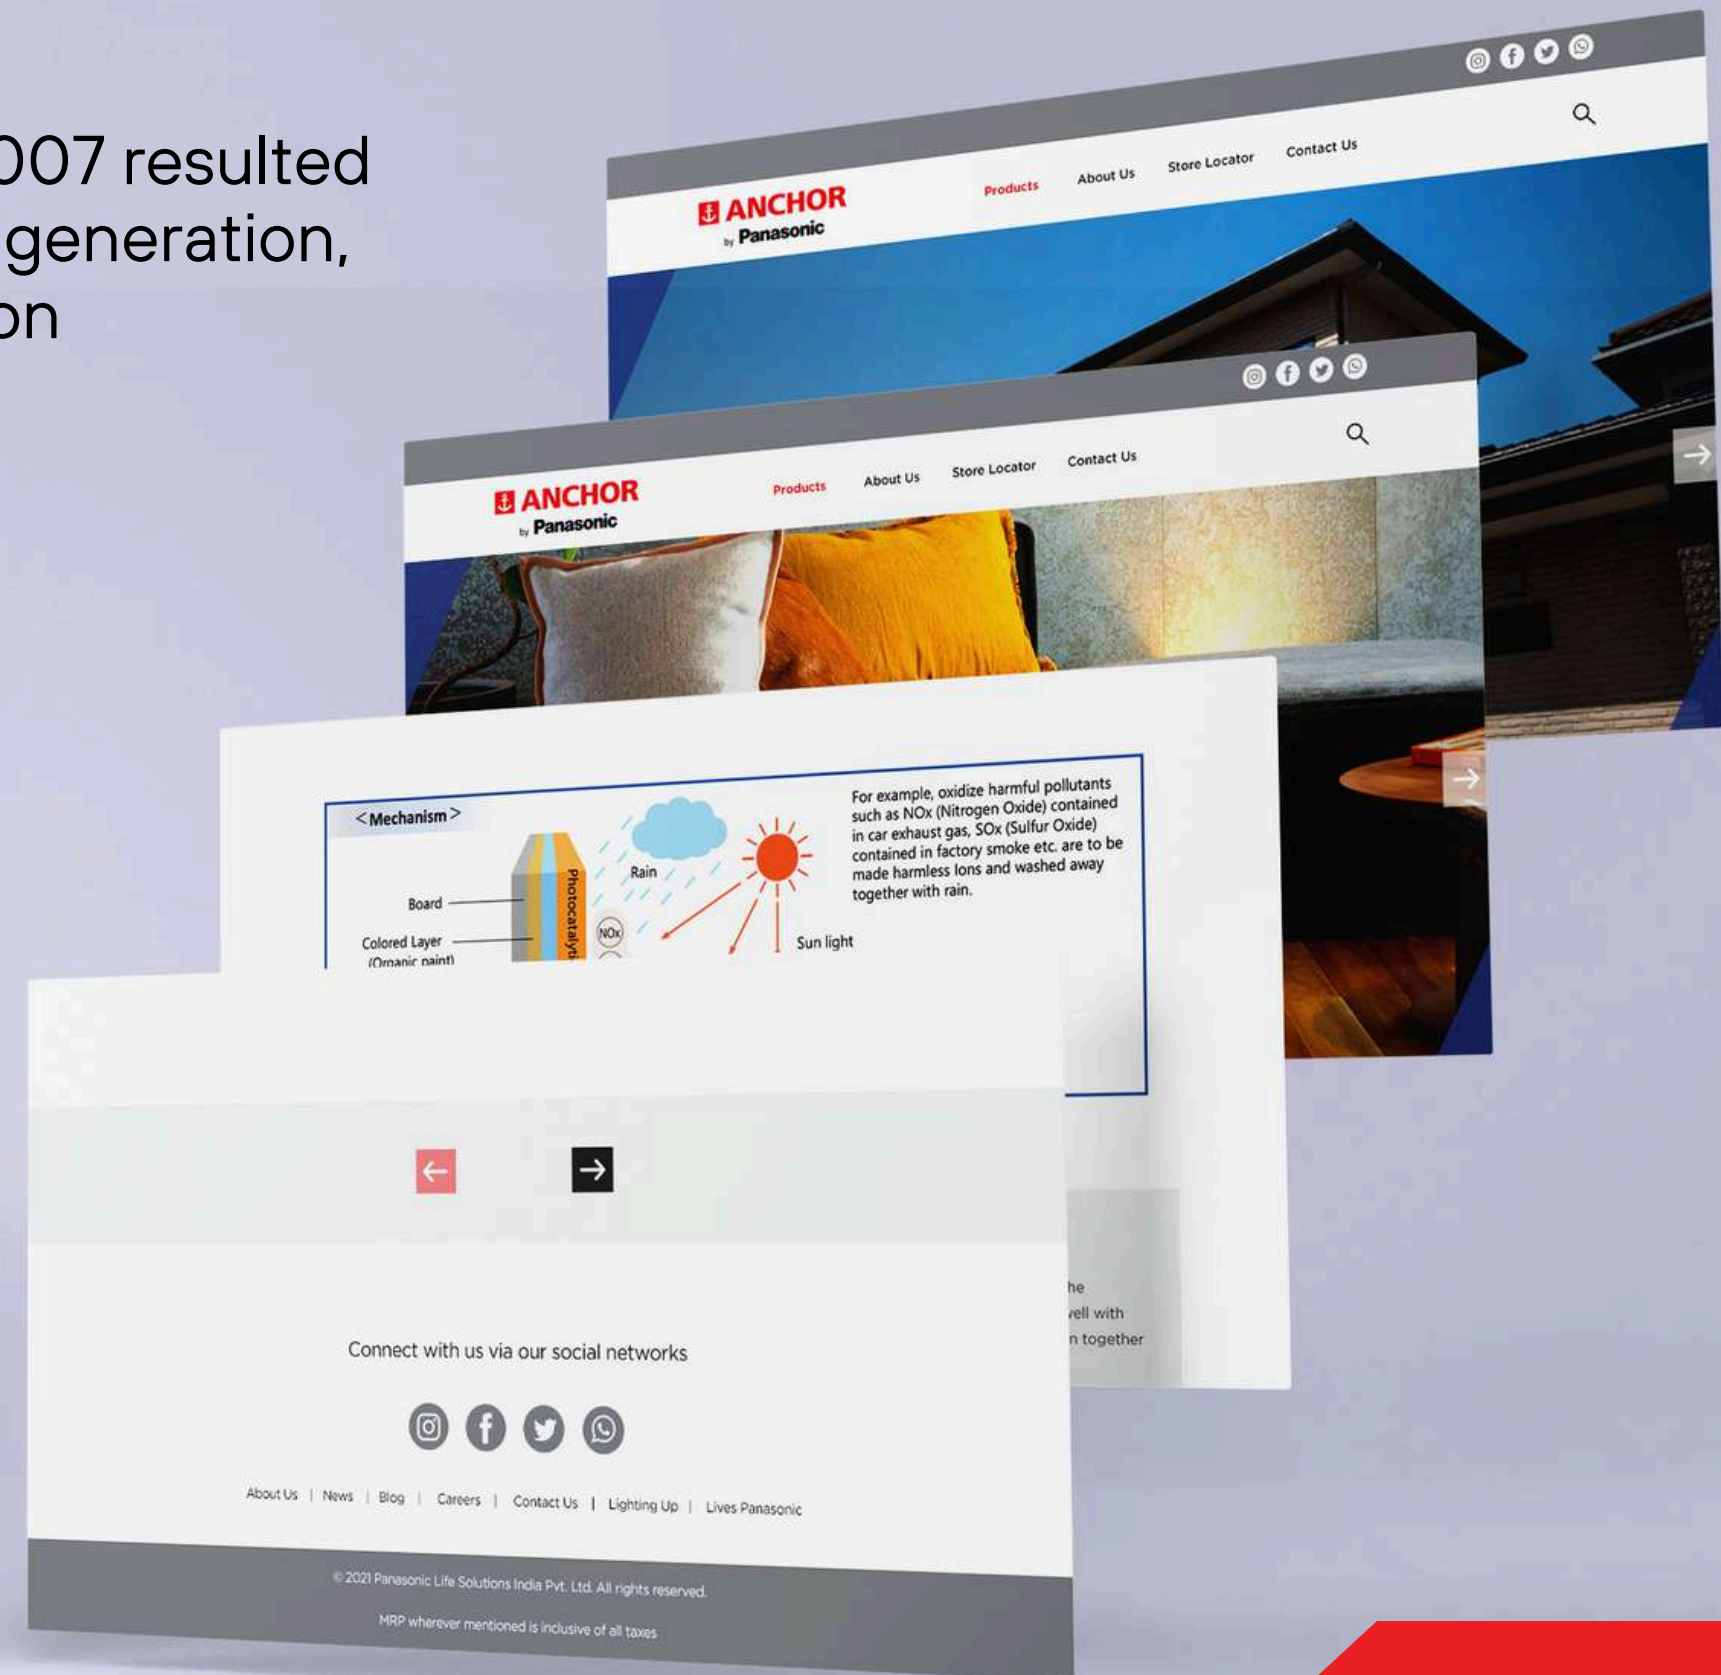 007 resulted
generation,
on
ANCHOR
by Panasonic
Products
About Us
Store Locator
Contact Us
ANCHOR
by Panasonic
Products
About Us
Store Locator
Contact Us
<Mechanism>
Rain
Board
Colored Layer
(Organic paint)
Photocatalyti
NOx
Sun light
For example, oxidize harmful pollutants
such as NOx (Nitrogen Oxide) contained
in car exhaust gas, SOx (Sulfur Oxide)
contained in factory smoke etc. are to be
made harmless Ions and washed away
together with rain.
he
well with
n together
Connect with us via our social networks
About Us | News | Blog | Careers | Contact Us | Lighting Up | Lives Panasonic
© 2021 Panasonic Life Solutions India Pvt. Ltd. All rights reserved.
MRP wherever mentioned is inclusive of all taxes